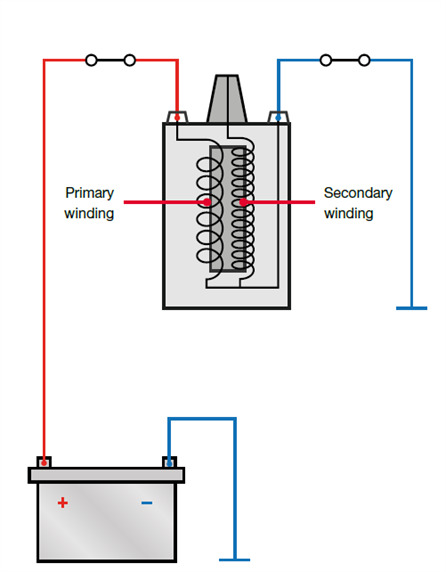 Primary
winding
Secondary
winding
+ −